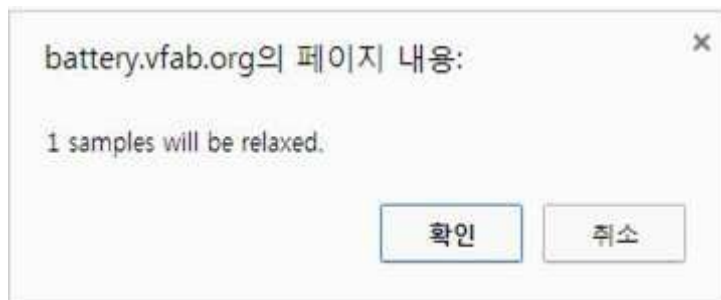 battery.vfab.org의 페이지 내용:
1 samples will be relaxed.
확인 취소